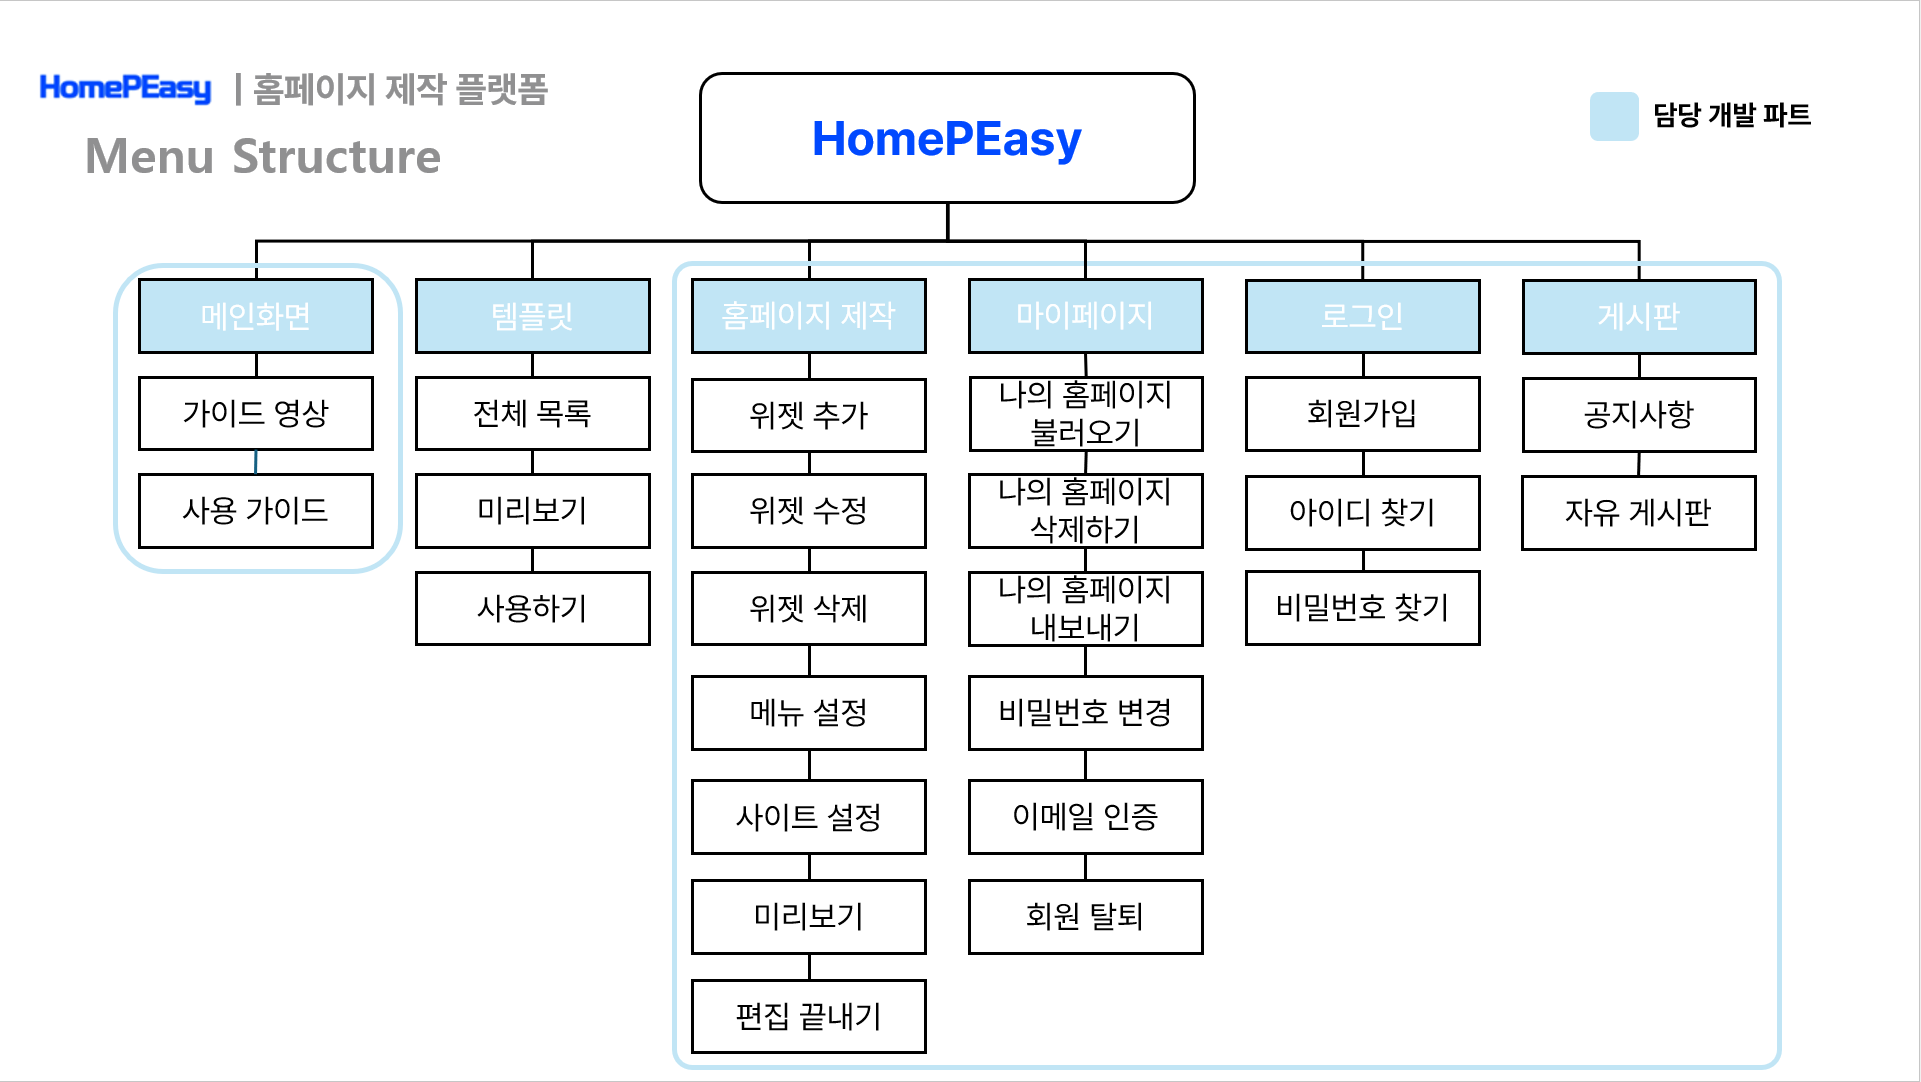 HomePEasy | 홈페이지 제작 플랫폼
Menu Structure
HomePEasy
담당 개발 파트
메인화면
가이드 영상
사용 가이드
템플릿
전체 목록
미리보기
사용하기
홈페이지 제작
위젯 추가
위젯 수정
위젯 삭제
메뉴 설정
사이트 설정
미리보기
편집 끝내기
마이페이지
나의 홈페이지
불러오기
나의 홈페이지
삭제하기
나의 홈페이지
내보내기
비밀번호 변경
이메일 인증
회원 탈퇴
로그인
회원가입
아이디 찾기
비밀번호 찾기
게시판
공지사항
자유 게시판